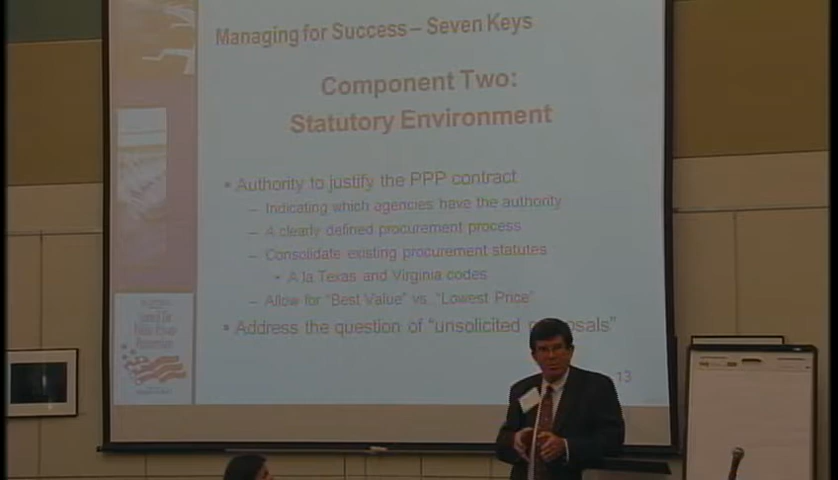 Managing for Success – Seven Keys
Component Two:
Statutory Environment
• Authority to justify the PPP contract
– Indicating which agencies have the authority
– A clearly defined procurement process
– Consolidate existing procurement statutes
• A la Texas and Virginia codes
– Allow for "Best Value" vs. "Lowest Price"
• Address the question of "unsolicited
13